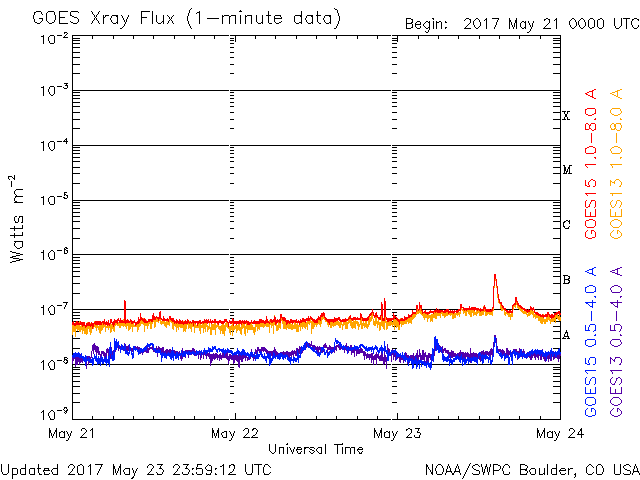 GOES Xray Flux (1-minute data)
Begin: 2017 May 21 0000 UTC
10-2
10-3
10-4
10-5
10-6
10-7
10-8
10-9
Watts m-2
X
M
C
B
A
GOES15 1.0-8.0 A
GOES13 1.0-8.0 A
GOES15 0.5-4.0 A
GOES13 0.5-4.0 A
May 21
May 22
May 23
May 24
Universal Time
Updated 2017 May 23 23:59:12 UTC
NOAA/SWPC Boulder, CO USA